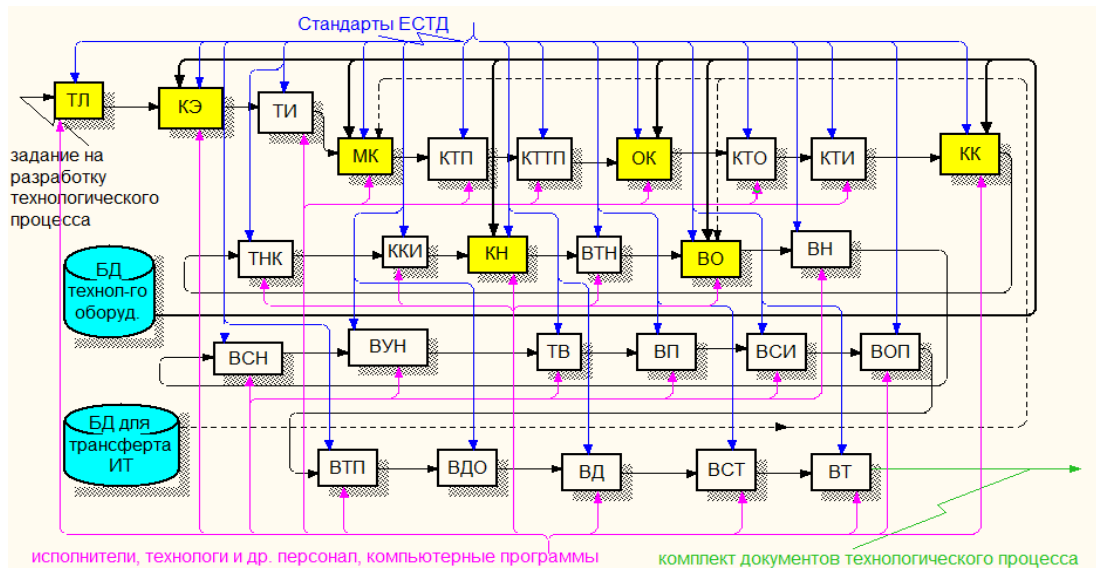 Стандарты ЕСТД
ТЛ
КЭ
ТИ
МК
КТП
КТТП
ОК
КТО
КТИ
КК
задание на
разработку
технологического
процесса
ТНК
ККИ
КН
ВТН
ВО
ВН
БД
технол-го
оборуд.
ВСН
ВУН
ТВ
ВП
ВСИ
ВОП
БД для
трансферта
ИТ
ВТП
ВДО
ВД
ВСТ
ВТ
исполнители, технологи и др. персонал, компьютерные программы
комплект документов технологического процесса